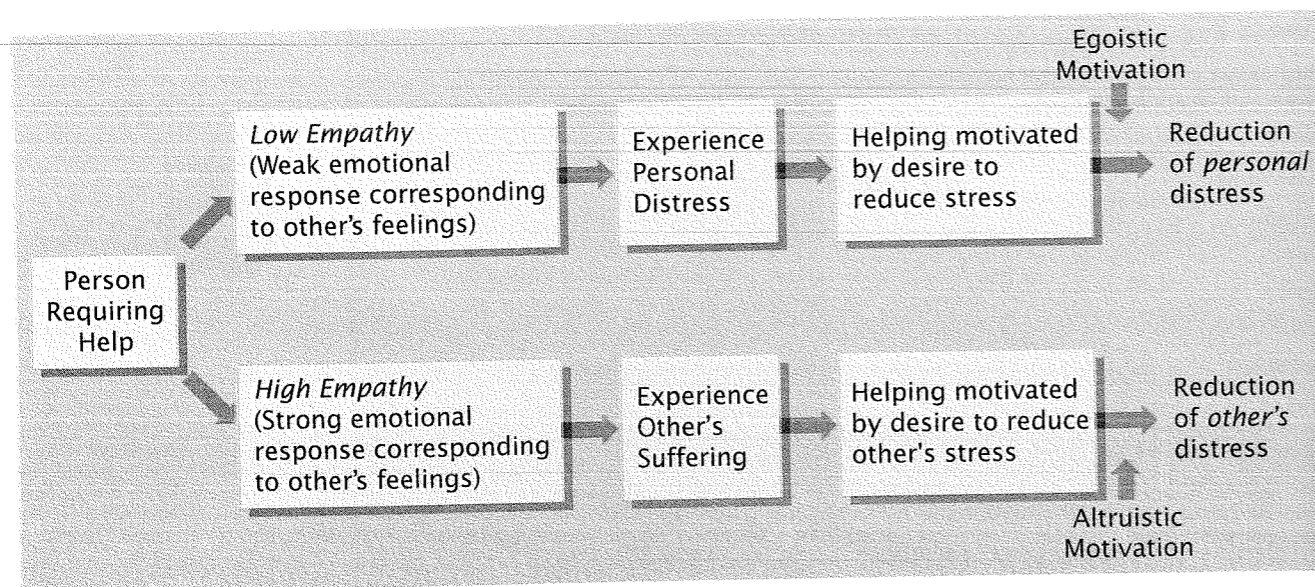 Egoistic
Motivation
Low Empathy
(Weak emotional
response corresponding
to other's feelings)
Experience
Personal
Distress
Helping motivated
by desire to
reduce stress
Reduction
of personal
distress
Person
Requiring
Help
High Empathy
(Strong emotional
response corresponding
to other's feelings)
Experience
Other's
Suffering
Helping motivated
by desire to reduce
other's stress
Reduction
of other's
distress
Altruistic
Motivation